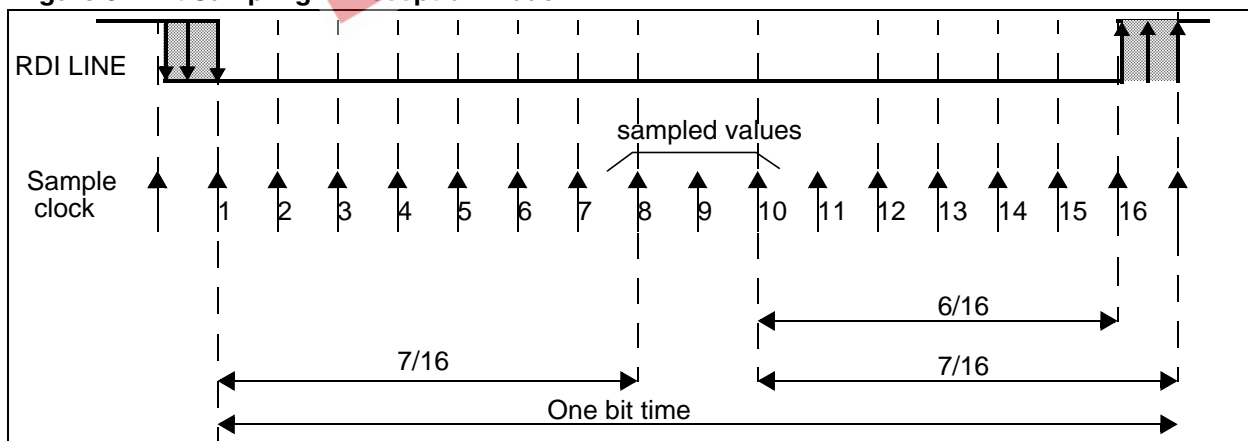 RDI LINE
sampled values
Sample
clock
1 2 3 4 5 6 7 8 9 10 11 12 13 14 15 16
6/16
7/16 7/16
One bit time